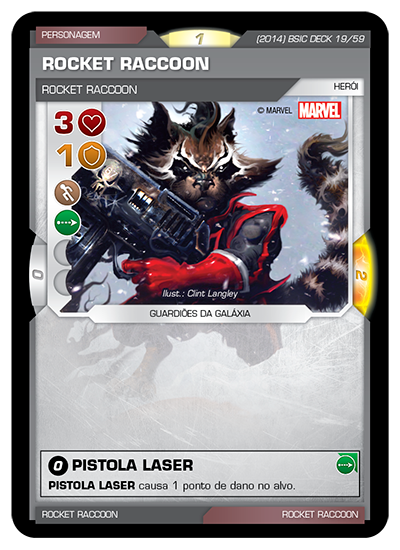 PERSONAGEM
1
(2014) BSIC DECK 19/59
ROCKET RACCOON
ROCKET RACCOON
HERÓI
3
© MARVEL
MARVEL
1
0
2
Ilust.: Clint Langley
GUARDIÕES DA GALÁXIA
0 PISTOLA LASER
PISTOLA LASER causa 1 ponto de dano no alvo.
ROCKET RACCOON
ROCKET RACCOON